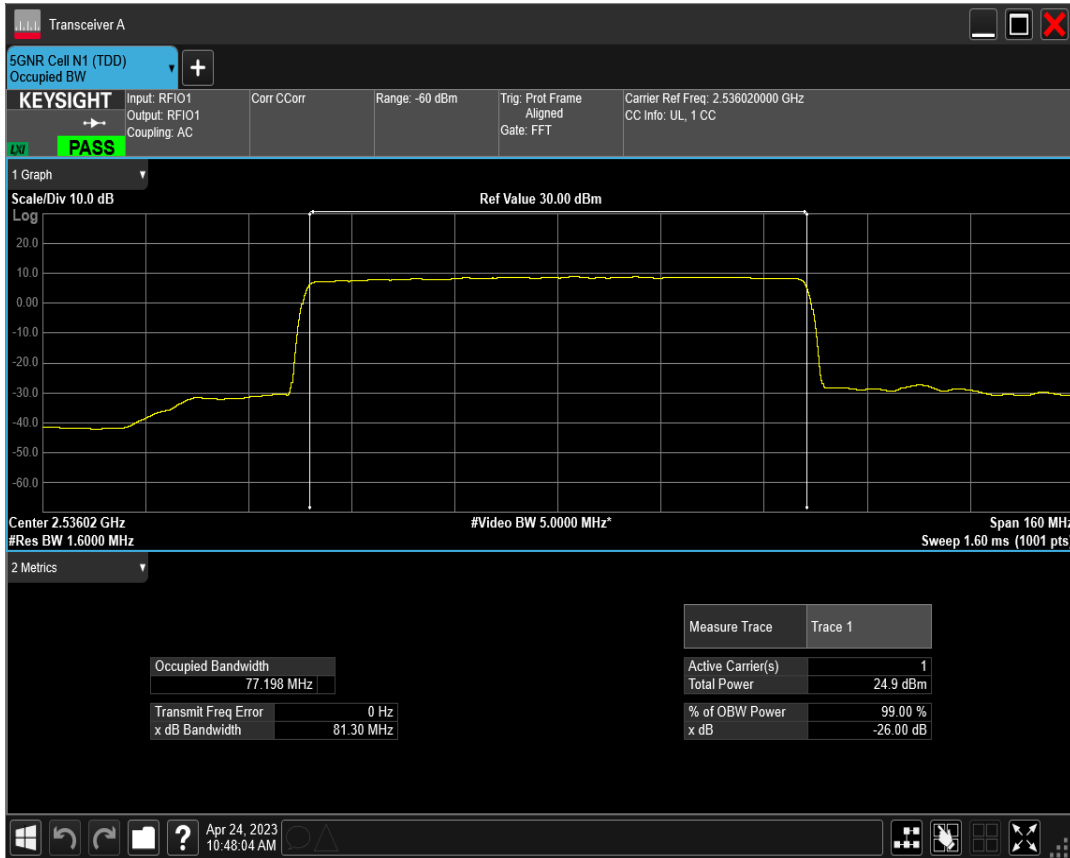 Transceiver A
5GNR Cell N1 (TDD)
Occupied BW
+
KEYSIGHT
LXI
PASS
Input: RFIO1
Output: RFIO1
Coupling: AC
Corr CCorr
Range: -60 dBm
Trig: Prot Frame
Aligned
Gate: FFT
Carrier Ref Freq: 2.536020000 GHz
CC Info: UL, 1 CC
1 Graph
Scale/Div 10.0 dB
Ref Value 30.00 dBm
Log
20.0
10.0
0.00
-10.0
-20.0
-30.0
-40.0
-50.0
-60.0
Center 2.53602 GHz
#Video BW 5.0000 MHz*
Span 160 MHz
#Res BW 1.6000 MHz
Sweep 1.60 ms (1001 pts)
2 Metrics
Measure Trace Trace 1
Occupied Bandwidth
77.198 MHz
Active Carrier(s) 1
Total Power 24.9 dBm
Transmit Freq Error 0 Hz
x dB Bandwidth 81.30 MHz
% of OBW Power 99.00 %
x dB -26.00 dB
?
Apr 24, 2023
10:48:04 AM